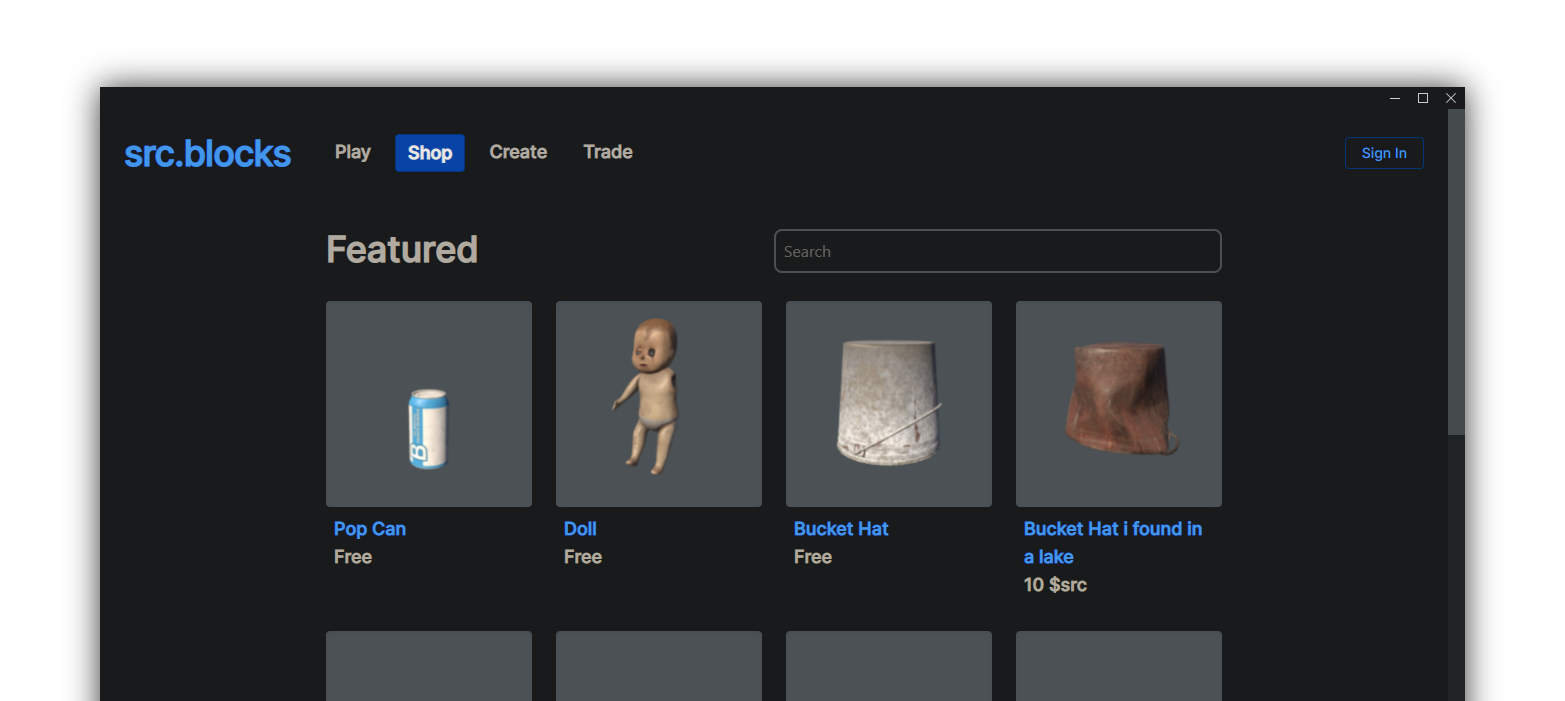 src.blocks
Play
Shop
Create
Trade
Sign In
Featured
Search
B
Pop Can
Free
Doll
Free
Bucket Hat
Free
Bucket Hat i found in
a lake
10 $src